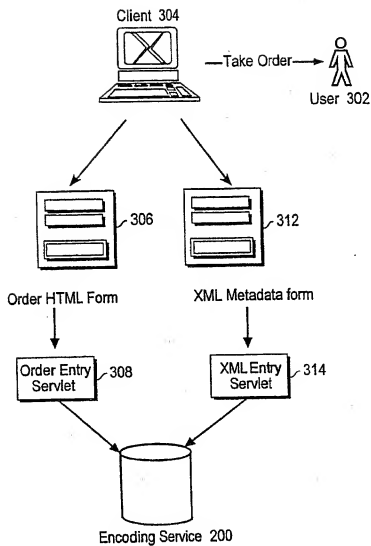 Client 304
Take Order
User 302
306
312
Order HTML Form
XML Metadata form
Order Entry
Servlet
308
XML Entry
Servlet
314
Encoding Service 200